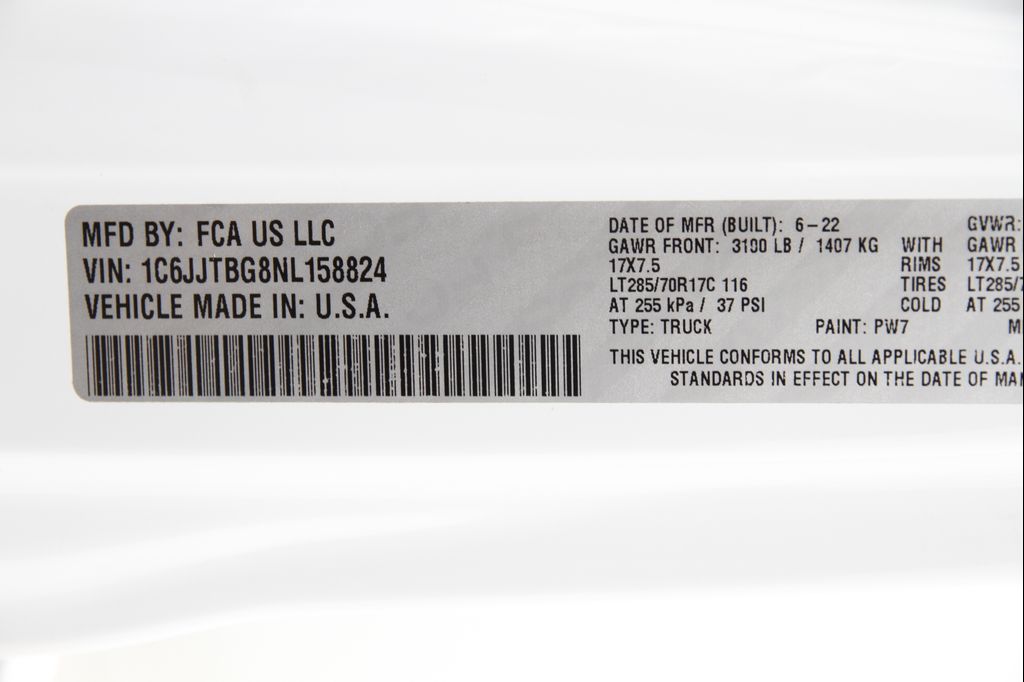 MFD BY: FCA US LLC
VIN: 1C6JJTBG8NL158824
VEHICLE MADE IN: U.S.A.
DATE OF MFR (BUILT): 6-22
GAWR FRONT: 3100 LB / 1407 KG WITH
17X7.5 RIMS
LT285/70R17C 116 TIRES
AT 255 kPa / 37 PSI COLD
TYPE: TRUCK PAINT: PW7
THIS VEHICLE CONFORMS TO ALL APPLICABLE U.S.A.
STANDARDS IN EFFECT ON THE DATE OF
GVWR:
GAWR
17X7.5
AT 255